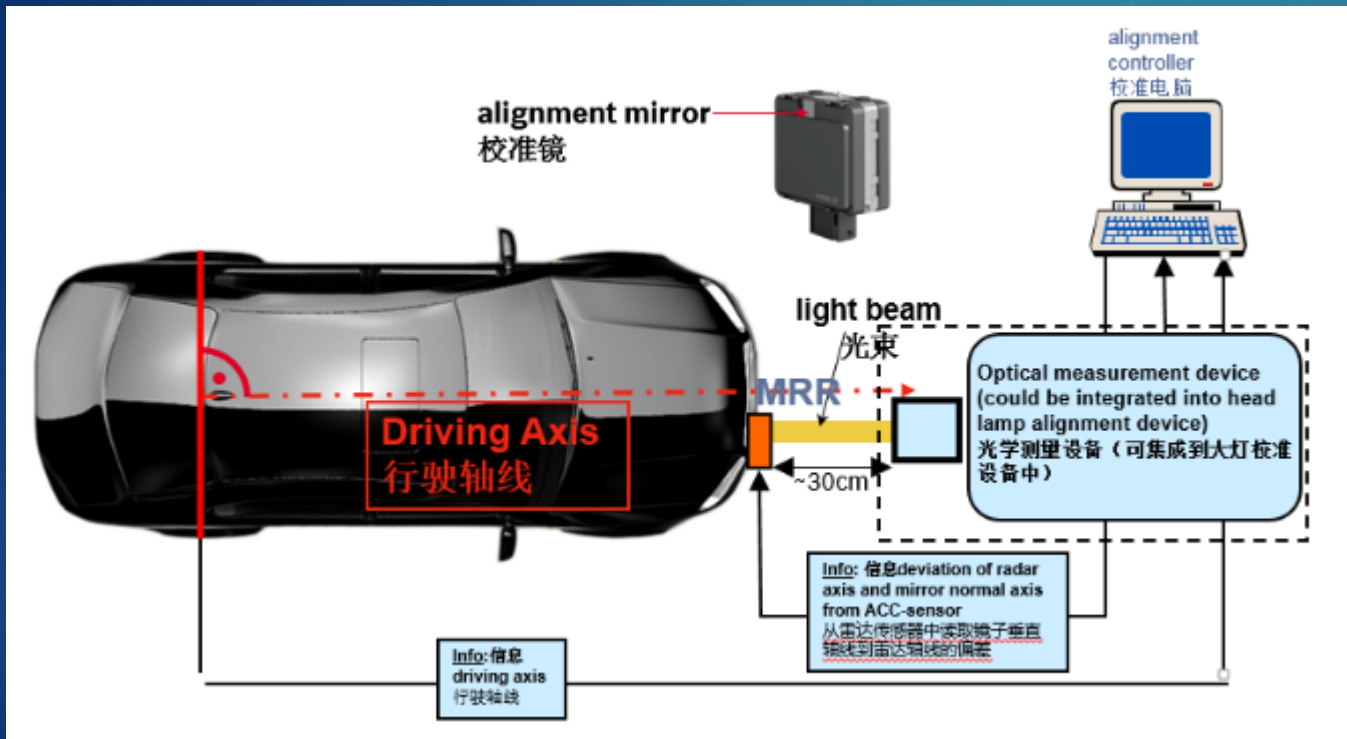 alignment
controller
校准电脑
alignment mirror
校准镜
light beam
光束
MRR
Driving Axis
行驶轴线
~30cm
Optical measurement device
(could be integrated into head
lamp alignment device)
光学测量设备（可集成到大灯校准
设备中）
Info: 信息deviation of radar
axis and mirror normal axis
from ACC-sensor
从雷达传感器中读取镜子垂直
轴线到雷达轴线的偏差
Info:信息
driving axis
行驶轴线